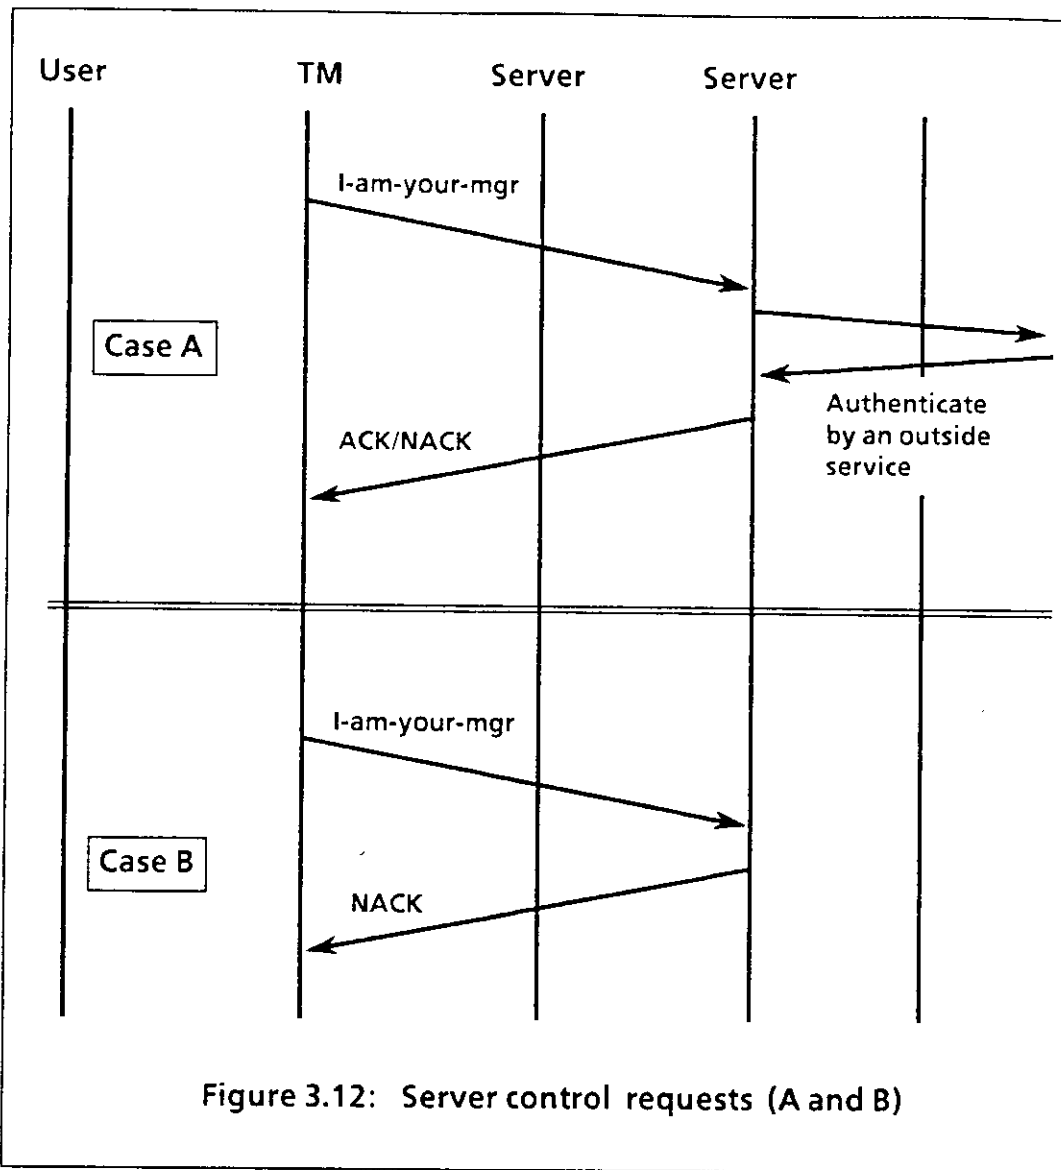 User TM Server Server
I-am-your-mgr
Case A
Authenticate
by an outside
service
ACK/NACK
I-am-your-mgr
Case B
NACK
Figure 3.12: Server control requests (A and B)